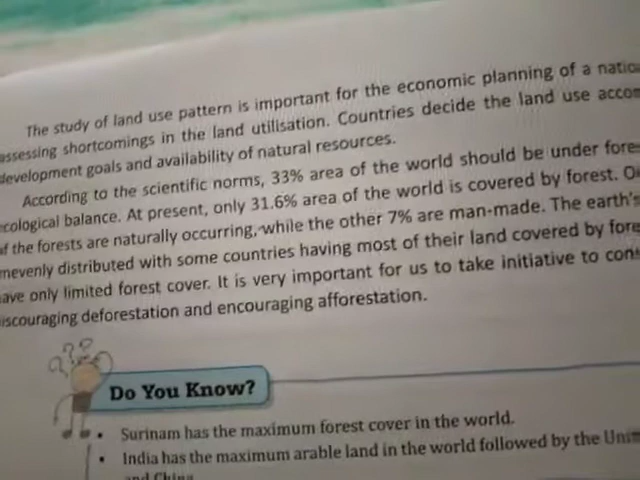 The study of land use pattern is important for the economic planning of a
assessing shortcomings in the land utilisation. Countries decide the land use
development goals and availability of natural resources.
According to the scientific norms, 33% area of the world should be under
ecological balance. At present, only 31.6% area of the world is covered by forest.
of the forests are naturally occurring, while the other 7% are man-made. The earth's
unevenly distributed with some countries having most of their land covered by
have only limited forest cover. It is very important for us to take initiative to
discouraging deforestation and encouraging afforestation.
???
Do You Know?
• Surinam has the maximum forest cover in the world.
• India has the maximum arable land in the world followed by the
and China